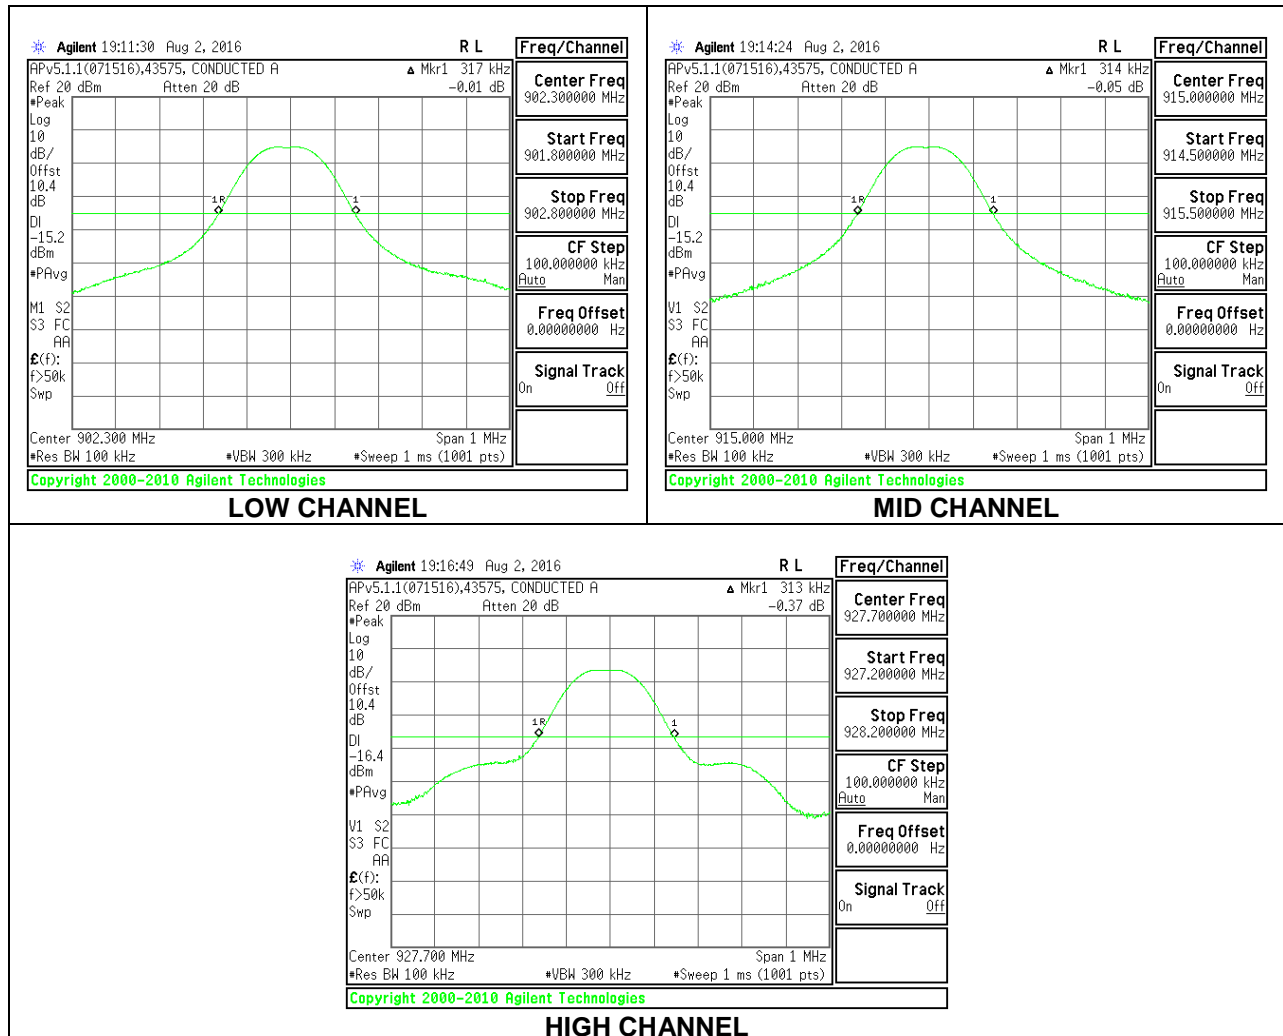 Agilent 19:11:30 Aug 2, 2016 R L Freq/Channel
APv5.1.1(071516),43575, CONDUCTED A Δ Mkr1 317 kHz
Ref 20 dBm Atten 20 dB -0.01 dB
#Peak
Log
10
dB/
Offst
10.4
dB
DI
-15.2
dBm
#PAvg
M1 S2
S3 FC
AA
£(f):
f>50k
Swp
1R
1
Center 902.300 MHz Span 1 MHz
#Res BW 100 kHz #VBW 300 kHz #Sweep 1 ms (1001 pts)
Center Freq
902.300000 MHz
Start Freq
901.800000 MHz
Stop Freq
902.800000 MHz
CF Step
100.000000 kHz
Auto Man
Freq Offset
0.00000000 Hz
Signal Track
On Off
Copyright 2000-2010 Agilent Technologies
LOW CHANNEL
Agilent 19:14:24 Aug 2, 2016 R L Freq/Channel
APv5.1.1(071516),43575, CONDUCTED A Δ Mkr1 314 kHz
Ref 20 dBm Atten 20 dB -0.05 dB
#Peak
Log
10
dB/
Offst
10.4
dB
DI
-15.2
dBm
#PAvg
V1 S2
S3 FC
AA
£(f):
f>50k
Swp
1R
1
Center 915.000 MHz Span 1 MHz
#Res BW 100 kHz #VBW 300 kHz #Sweep 1 ms (1001 pts)
Center Freq
915.000000 MHz
Start Freq
914.500000 MHz
Stop Freq
915.500000 MHz
CF Step
100.000000 kHz
Auto Man
Freq Offset
0.00000000 Hz
Signal Track
On Off
Copyright 2000-2010 Agilent Technologies
MID CHANNEL
Agilent 19:16:49 Aug 2, 2016 R L Freq/Channel
APv5.1.1(071516),43575, CONDUCTED A Δ Mkr1 313 kHz
Ref 20 dBm Atten 20 dB -0.37 dB
#Peak
Log
10
dB/
Offst
10.4
dB
DI
-16.4
dBm
#PAvg
V1 S2
S3 FC
AA
£(f):
f>50k
Swp
1R
1
Center 927.700 MHz Span 1 MHz
#Res BW 100 kHz #VBW 300 kHz #Sweep 1 ms (1001 pts)
Center Freq
927.700000 MHz
Start Freq
927.200000 MHz
Stop Freq
928.200000 MHz
CF Step
100.000000 kHz
Auto Man
Freq Offset
0.00000000 Hz
Signal Track
On Off
Copyright 2000-2010 Agilent Technologies
HIGH CHANNEL